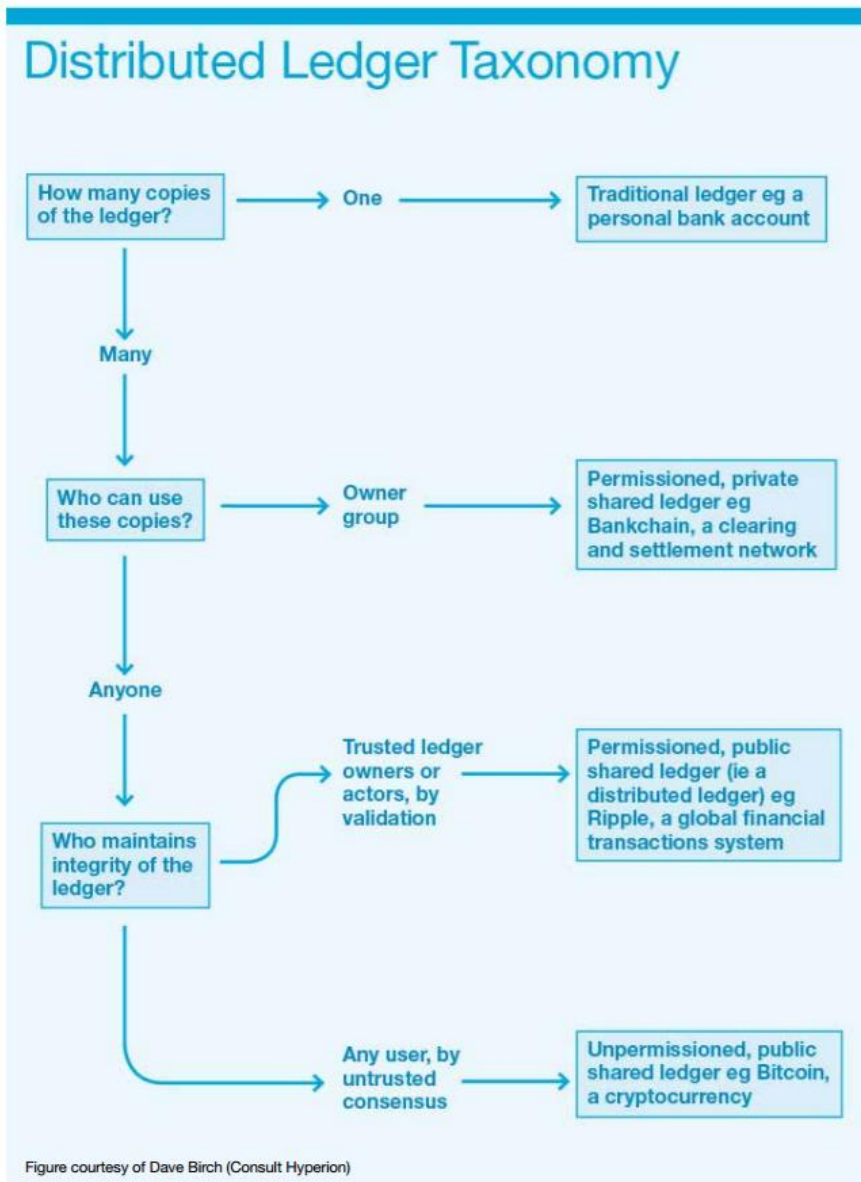 Distributed Ledger Taxonomy
How many copies
of the ledger?
One
Traditional ledger eg a
personal bank account
Many
Who can use
these copies?
Owner
group
Permissioned, private
shared ledger eg
Bankchain, a clearing
and settlement network
Anyone
Who maintains
integrity of the
ledger?
Trusted ledger
owners or
actors, by
validation
Permissioned, public
shared ledger (ie a
distributed ledger) eg
Ripple, a global financial
transactions system
Any user, by
untrusted
consensus
Unpermissioned, public
shared ledger eg Bitcoin,
a cryptocurrency
Figure courtesy of Dave Birch (Consult Hyperion)